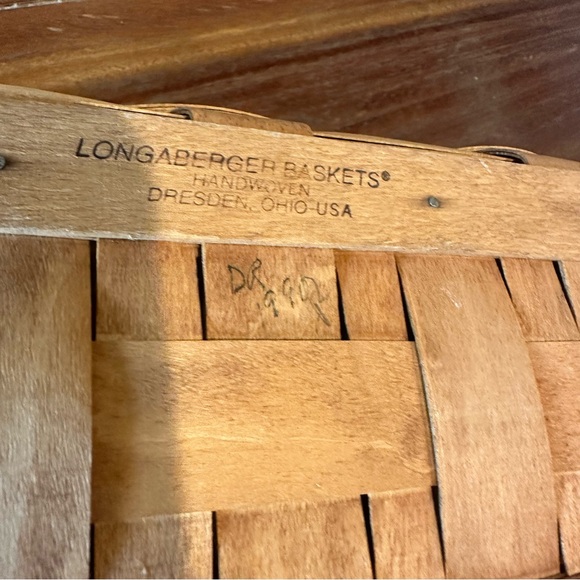 LONGABERGER BASKETS®
HANDWOVEN
DRESDEN, OHIO-USA
DR